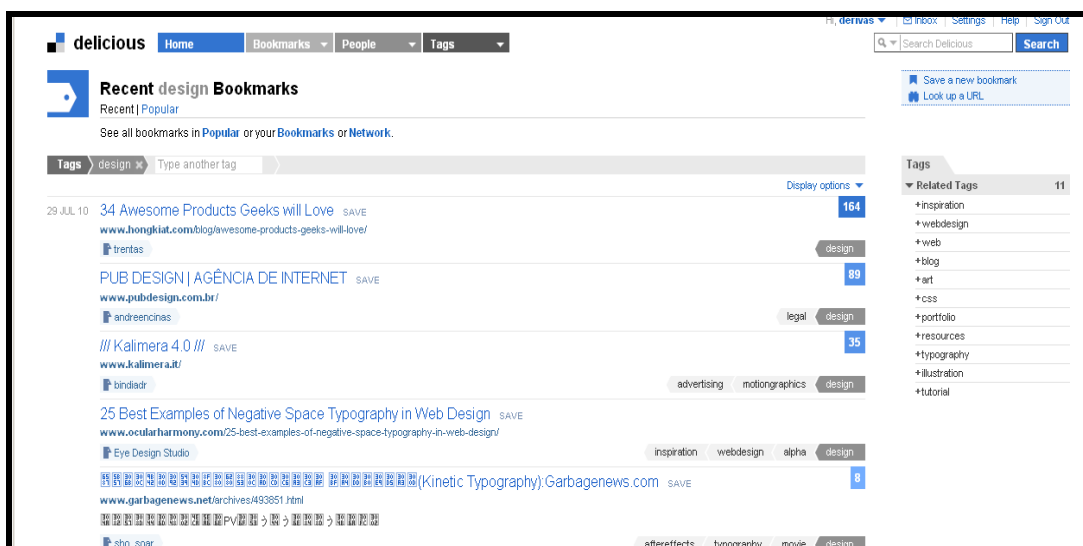 Hi, derivas Inbox Settings Help Sign Out
delicious Home Bookmarks People Tags Search Delicious Search
Recent design Bookmarks
Recent | Popular
Save a new bookmark
Look up a URL
See all bookmarks in Popular or your Bookmarks or Network.
Tags design × Type another tag
Display options
29 JUL 10 34 Awesome Products Geeks will Love SAVE 164
www.hongkiat.com/blog/awesome-products-geeks-will-love/
trentas design
PUB DESIGN | AGÊNCIA DE INTERNET SAVE 89
www.pubdesign.com.br/
andreencinas legal design
/// Kalimera 4.0 /// SAVE 35
www.kalimera.it/
bindiadr advertising motiongraphics design
25 Best Examples of Negative Space Typography in Web Design SAVE
www.ocularharmony.com/25-best-examples-of-negative-space-typography-in-web-design/
Eye Design Studio inspiration webdesign alpha design
(Kinetic Typography):Garbagenews.com SAVE 8
www.garbagenews.net/archives/493851.html
PV う う
sho_soar aftereffects typography movie design
Tags
Related Tags 11
+inspiration
+webdesign
+web
+blog
+art
+css
+portfolio
+resources
+typography
+illustration
+tutorial